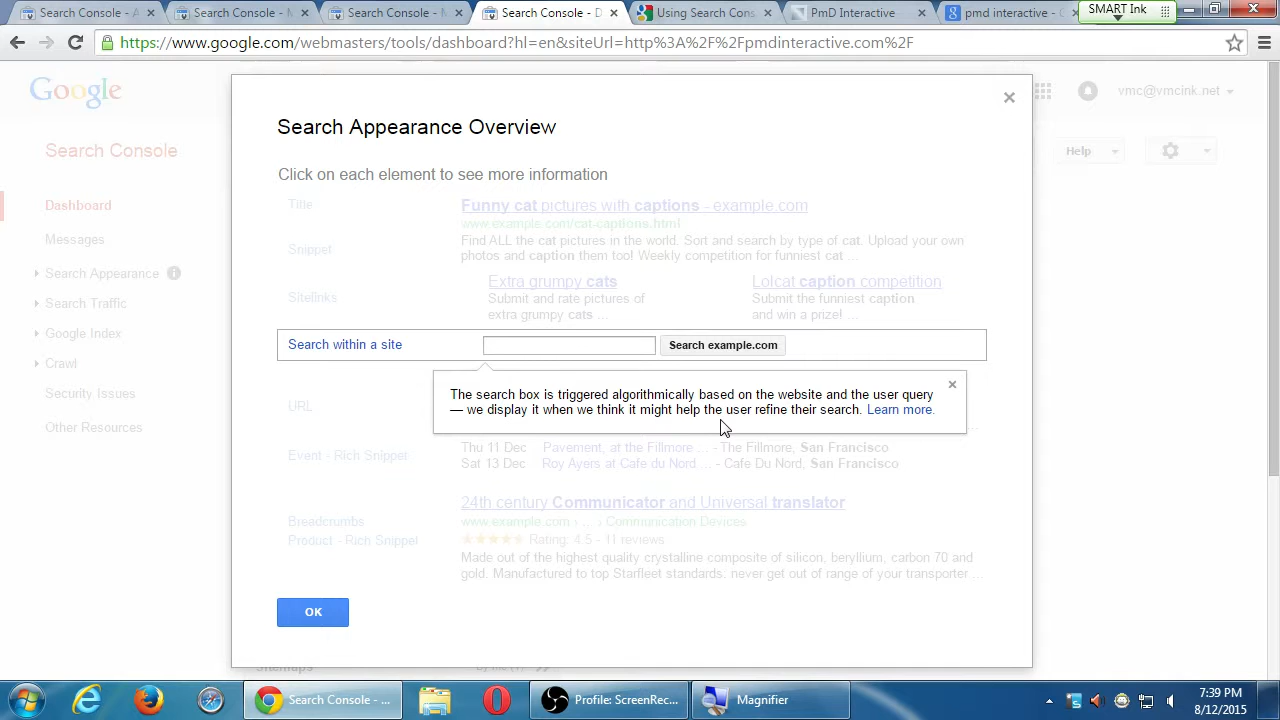 Search Console - A
Search Console - M
Search Console - M
Search Console - D
Using Search Cons
PmD Interactive
pmd interactive - G
SMART Ink
https://www.google.com/webmasters/tools/dashboard?hl=en&siteUrl=http%3A%2F%2Fpmdinteractive.com%2F
Google
vmc@vmcink.net
Search Appearance Overview
Search Console
Help
Click on each element to see more information
Dashboard
Title
Funny cat pictures with captions - example.com
www.example.com/cat-captions.html
Messages
Snippet
Find ALL the cat pictures in the world. Sort and search by type of cat. Upload your own
photos and caption them too! Weekly competition for funniest cat ...
Search Appearance
Sitelinks
Extra grumpy cats
Lolcat caption competition
Submit and rate pictures of
Submit the funniest caption
extra grumpy cats ...
and win a prize!
Search Traffic
Google Index
Search within a site
Search example.com
Crawl
Security Issues
The search box is triggered algorithmically based on the website and the user query
— we display it when we think it might help the user refine their search. Learn more.
URL
Other Resources
Event - Rich Snippet
Thu 11 Dec Pavement, at the Fillmore ... - The Fillmore, San Francisco
Sat 13 Dec Roy Ayers at Cafe du Nord ... - Cafe Du Nord, San Francisco
24th century Communicator and Universal translator
Breadcrumbs
www.example.com › ... › Communication Devices
Product - Rich Snippet
Rating: 4.5 - 11 reviews
Made out of the highest quality crystalline composite of silicon, beryllium, carbon 70 and
gold. Manufactured to top Starfleet standards: never get out of range of your transporter ...
OK
Sitemaps
Search Console - ...
Profile: ScreenRec...
Magnifier
7:39 PM
8/12/2015